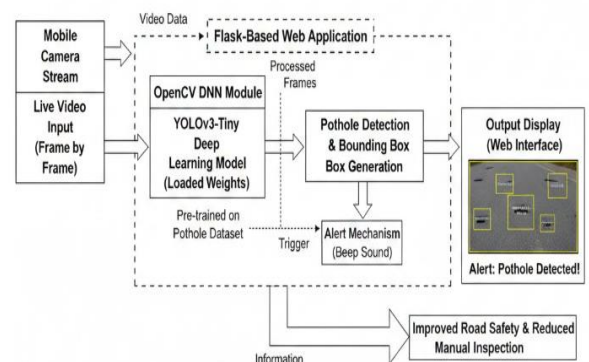 Mobile
Camera
Stream
Live Video
Input
(Frame by
Frame)
Video Data
Flask-Based Web Application
Processed
Frames
OpenCV DNN Module
YOLOv3-Tiny
Deep
Learning Model
(Loaded Weights)
Pre-trained on
Pothole Dataset
Trigger
Pothole Detection
& Bounding Box
Box Generation
Alert Mechanism
(Beep Sound)
Output Display
(Web Interface)
Alert: Pothole Detected!
Improved Road Safety & Reduced
Manual Inspection
Information